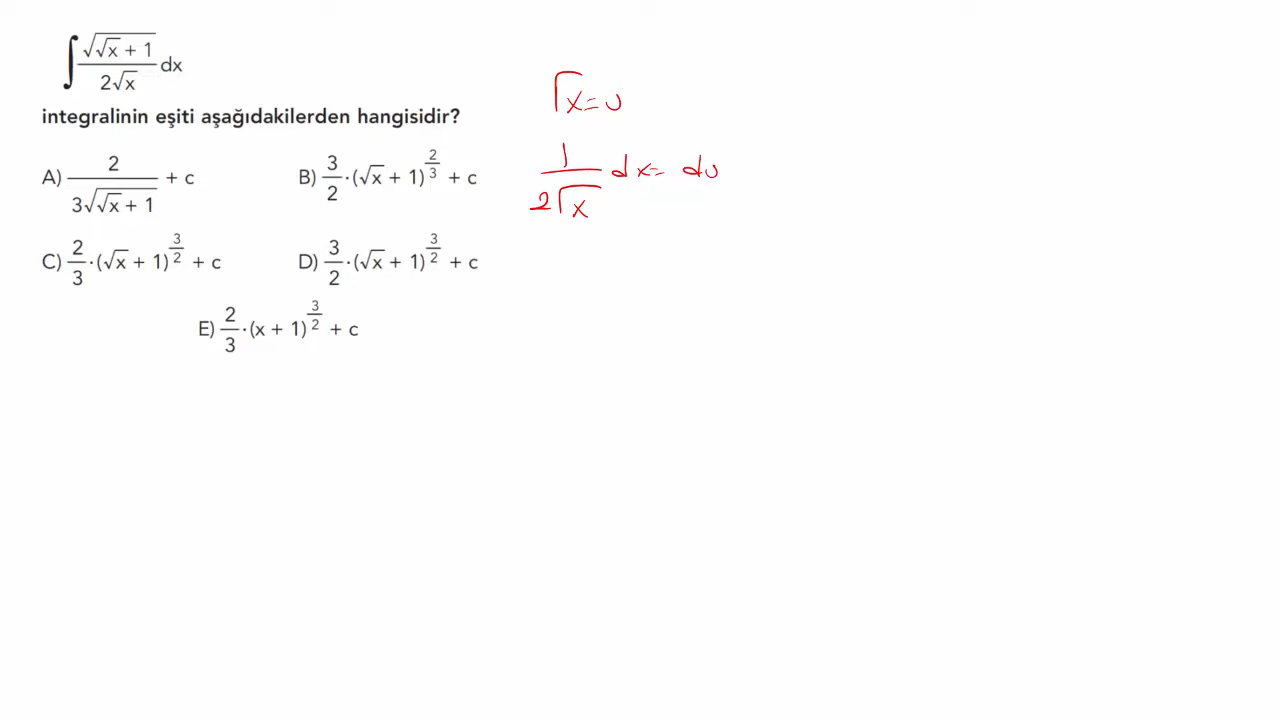 ∫ √(√x + 1) / 2√x dx
integralinin eşiti aşağıdakilerden hangisidir?
A) 2 / 3√(√x + 1) + c
B) 3/2 · (√x + 1)^(2/3) + c
C) 2/3 · (√x + 1)^(3/2) + c
D) 3/2 · (√x + 1)^(3/2) + c
E) 2/3 · (x + 1)^(3/2) + c
√x = u
1 / 2√x dx = du